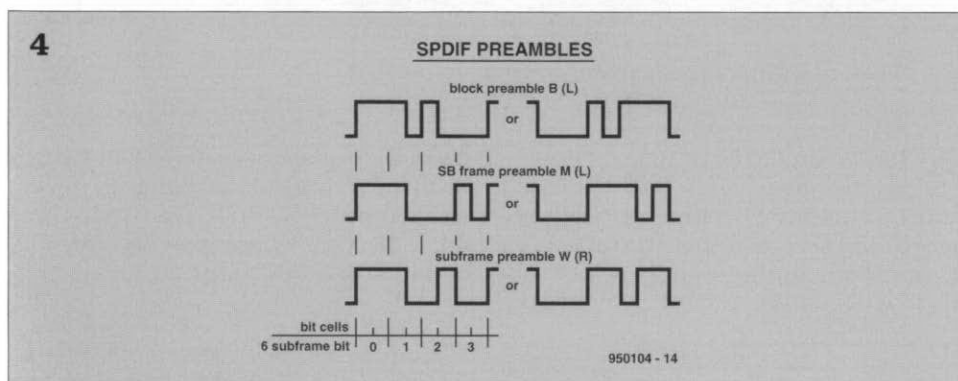 4
SPDIF PREAMBLES
block preamble B (L)
or
SB frame preamble M (L)
or
subframe preamble W (R)
or
bit cells
6 subframe bit 0 1 2 3
950104 - 14